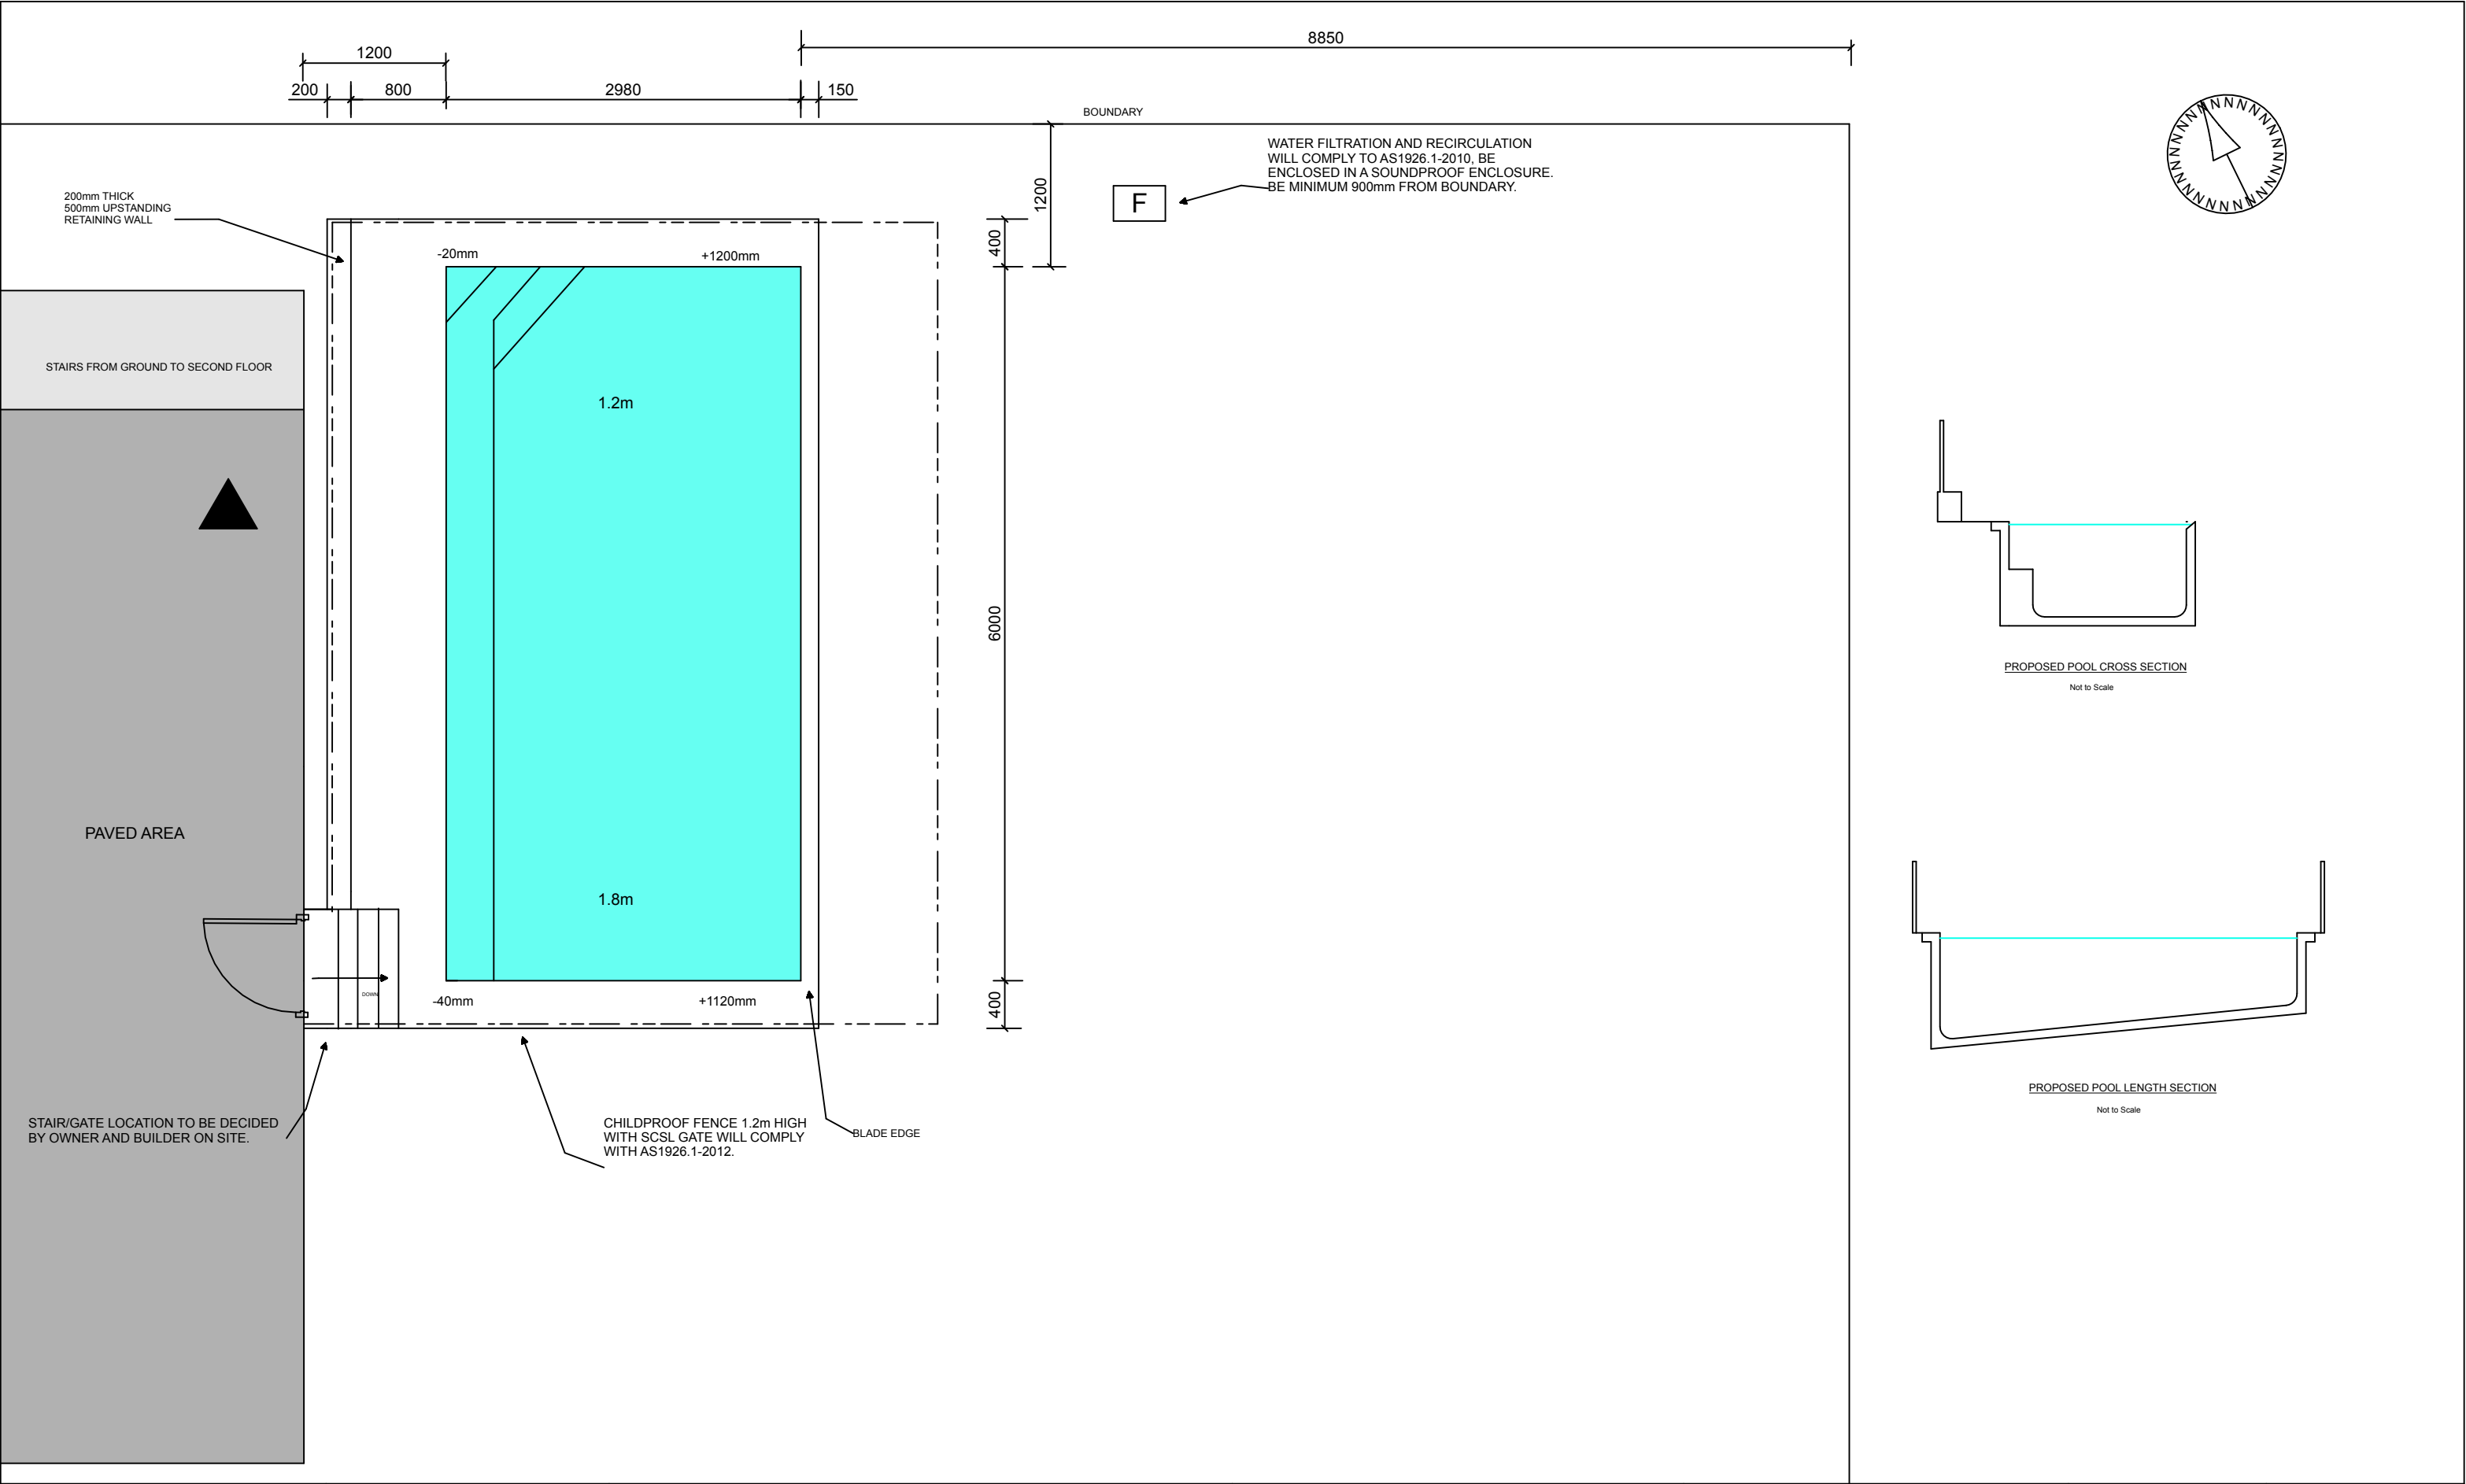 8850
1200
200
800
2980
150
BOUNDARY
WATER FILTRATION AND RECIRCULATION
WILL COMPLY TO AS1926.1-2010, BE
ENCLOSED IN A SOUNDPROOF ENCLOSURE.
BE MINIMUM 900mm FROM BOUNDARY.
F
1200
200mm THICK
500mm UPSTANDING
RETAINING WALL
400
-20mm
+1200mm
STAIRS FROM GROUND TO SECOND FLOOR
1.2m
6000
PROPOSED POOL CROSS SECTION
Not to Scale
PAVED AREA
1.8m
DOWN
-40mm
+1120mm
400
STAIR/GATE LOCATION TO BE DECIDED
BY OWNER AND BUILDER ON SITE.
CHILDPROOF FENCE 1.2m HIGH
WITH SCSL GATE WILL COMPLY
WITH AS1926.1-2012.
BLADE EDGE
PROPOSED POOL LENGTH SECTION
Not to Scale